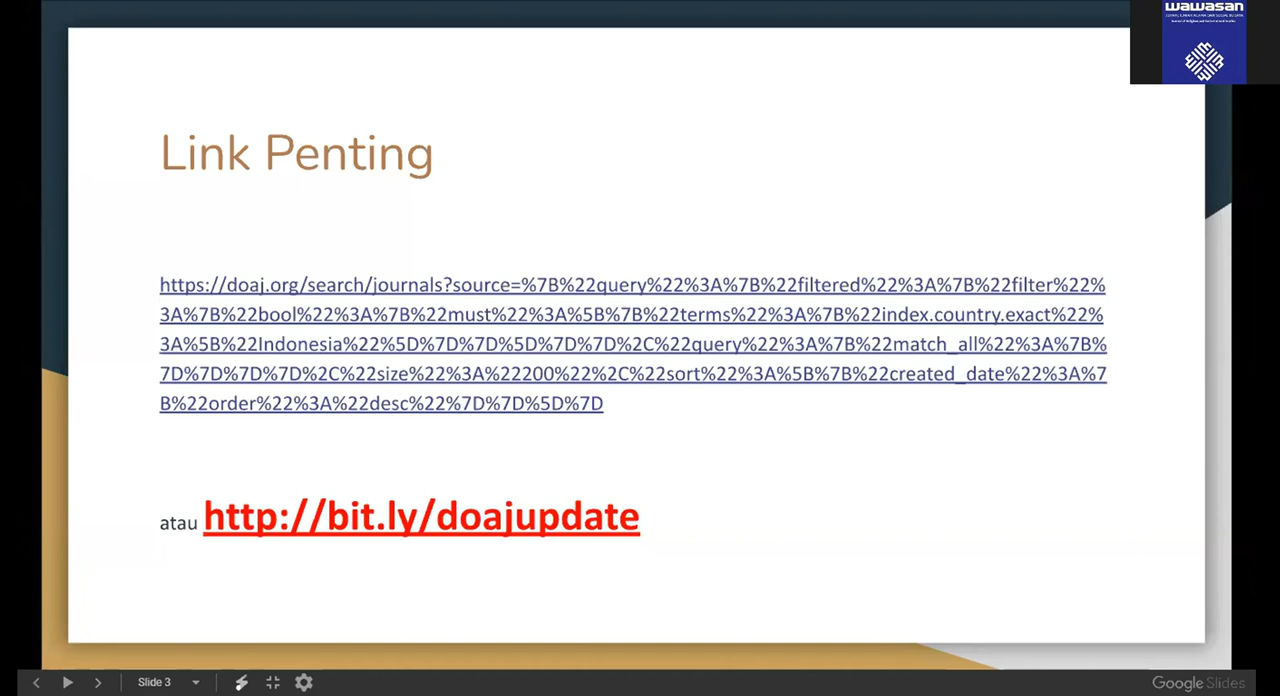 wawasan
Link Penting
https://doaj.org/search/journals?source=%7B%22query%22%3A%7B%22filtered%22%3A%7B%22filter%22%
3A%7B%22bool%22%3A%7B%22must%22%3A%5B%7B%22terms%22%3A%7B%22index.country.exact%22%
3A%5B%22Indonesia%22%5D%7D%7D%5D%7D%7D%2C%22query%22%3A%7B%22match_all%22%3A%7B%
7D%7D%7D%7D%2C%22size%22%3A%22200%22%2C%22sort%22%3A%5B%7B%22created_date%22%3A%7
B%22order%22%3A%22desc%22%7D%7D%5D%7D
atau http://bit.ly/doajupdate
Slide 3
Google Slides